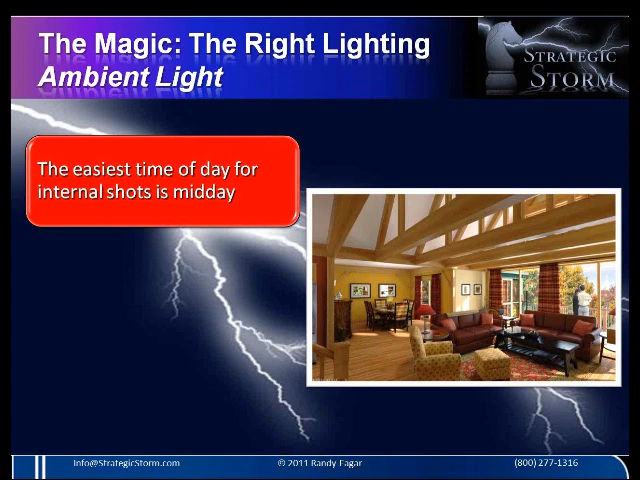 The Magic: The Right Lighting
Ambient Light
STRATEGIC
STORM
The easiest time of day for
internal shots is midday
Info@StrategicStorm.com
© 2011 Randy Fagar
(800) 277-1316